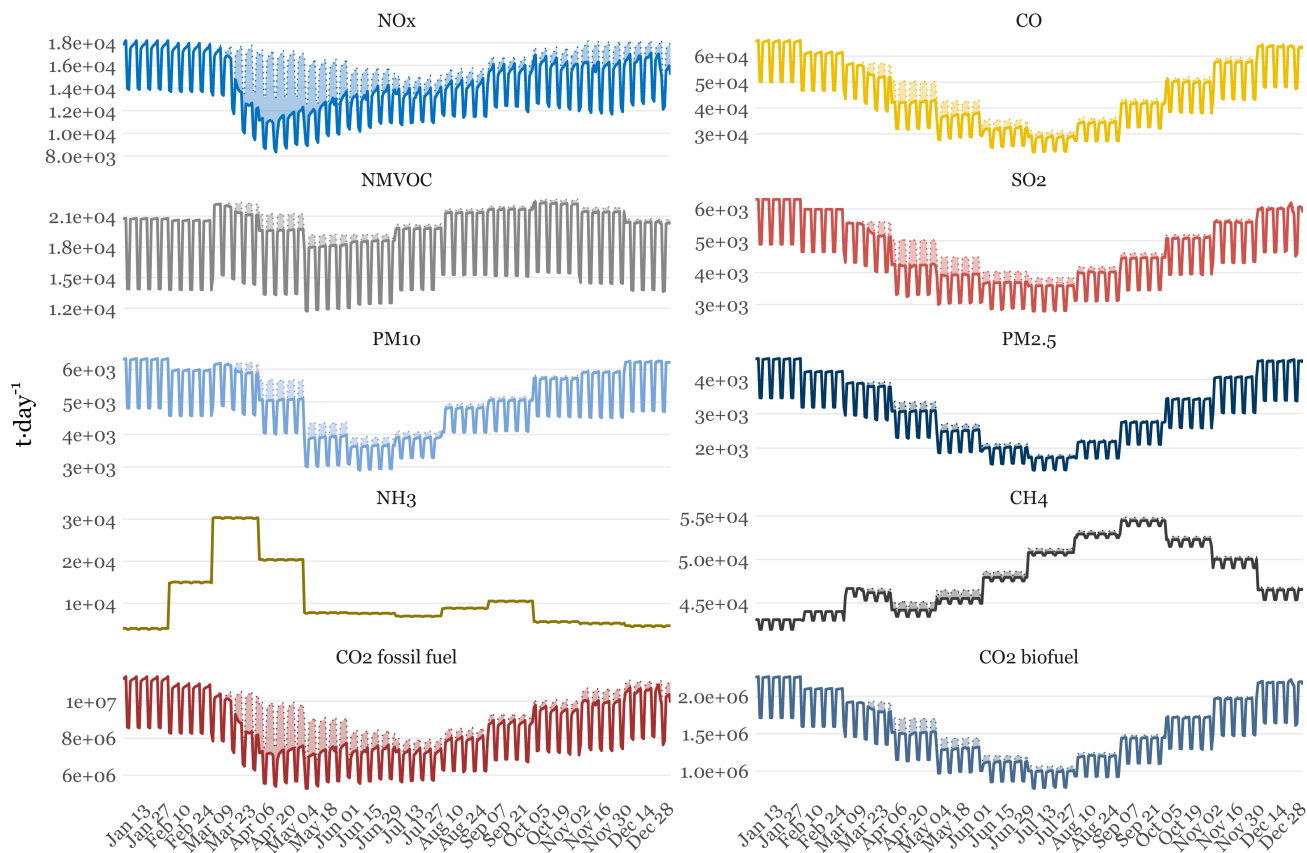 NOx
CO
1.8e+04
1.6e+04
1.4e+04
1.2e+04
1.0e+04
8.0e+03
6e+04
5e+04
4e+04
3e+04
NMVOC
SO2
2.1e+04
1.8e+04
1.5e+04
1.2e+04
6e+03
5e+03
4e+03
3e+03
PM10
PM2.5
6e+03
5e+03
4e+03
3e+03
4e+03
3e+03
2e+03
t·day⁻¹
NH3
CH4
3e+04
2e+04
1e+04
5.5e+04
5.0e+04
4.5e+04
CO2 fossil fuel
CO2 biofuel
1e+07
8e+06
6e+06
2.0e+06
1.5e+06
1.0e+06
Jan 13
Jan 27
Feb 10
Feb 24
Mar 09
Mar 23
Apr 06
Apr 20
May 04
May 18
Jun 01
Jun 15
Jun 29
Jul 13
Jul 27
Aug 10
Aug 24
Sep 07
Sep 21
Oct 05
Oct 19
Nov 02
Nov 16
Nov 30
Dec 14
Dec 28
Jan 13
Jan 27
Feb 10
Feb 24
Mar 09
Mar 23
Apr 06
Apr 20
May 04
May 18
Jun 01
Jun 15
Jun 29
Jul 13
Jul 27
Aug 10
Aug 24
Sep 07
Sep 21
Oct 05
Oct 19
Nov 02
Nov 16
Nov 30
Dec 14
Dec 28